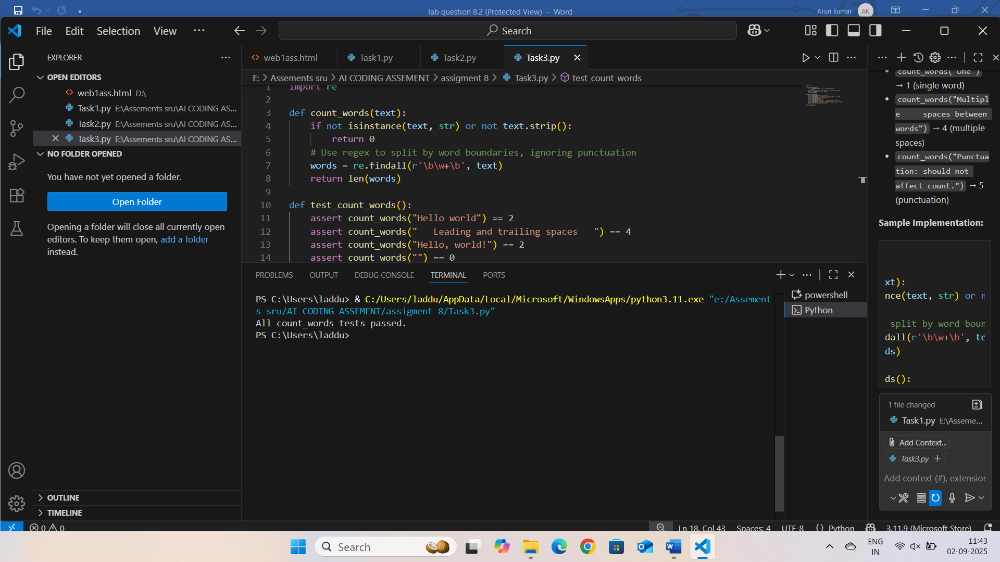 lab question 8.2 (Protected View) - Word
Arun kumar AK
File Edit Selection View ··· Search
EXPLORER
OPEN EDITORS
web1ass.html D:\
Task1.py E:\Assements sru\AI CODING AS...
Task2.py E:\Assements sru\AI CODING AS...
Task3.py E:\Assements sru\AI CODING AS...
NO FOLDER OPENED
You have not yet opened a folder.
Open Folder
Opening a folder will close all currently open
editors. To keep them open, add a folder
instead.
OUTLINE
TIMELINE
web1ass.html Task1.py Task2.py Task3.py
E: > Assements sru > AI CODING ASSEMENT > assigment 8 > Task3.py > test_count_words
1 import re
2
3 def count_words(text):
4 if not isinstance(text, str) or not text.strip():
5 return 0
6 # Use regex to split by word boundaries, ignoring punctuation
7 words = re.findall(r'\b\w+\b', text)
8 return len(words)
9
10 def test_count_words():
11 assert count_words("Hello world") == 2
12 assert count_words("   Leading and trailing spaces   ") == 4
13 assert count_words("Hello, world!") == 2
14 assert count_words("") == 0
PROBLEMS OUTPUT DEBUG CONSOLE TERMINAL PORTS
PS C:\Users\laddu> & C:/Users/laddu/AppData/Local/Microsoft/WindowsApps/python3.11.exe "e:/Assement
s sru/AI CODING ASSEMENT/assigment 8/Task3.py"
All count_words tests passed.
PS C:\Users\laddu>
powershell
Python
count_words("One")
→ 1 (single word)
count_words("Multipl
e     spaces between
words") → 4 (multiple
spaces)
count_words("Punctua
tion: should not
affect count.") → 5
(punctuation)
Sample Implementation:
xt):
nce(text, str) or n
split by word boun
dall(r'\b\w+\b', te
ds)
ds():
1 file changed
Task1.py E:\Asseme...
Add Context...
Task3.py +
Add context (#), extension
0 0
Ln 18, Col 43 Spaces: 4 UTF-8 {} Python 3.11.9 (Microsoft Store)
Search
ENG
IN
11:43
02-09-2025